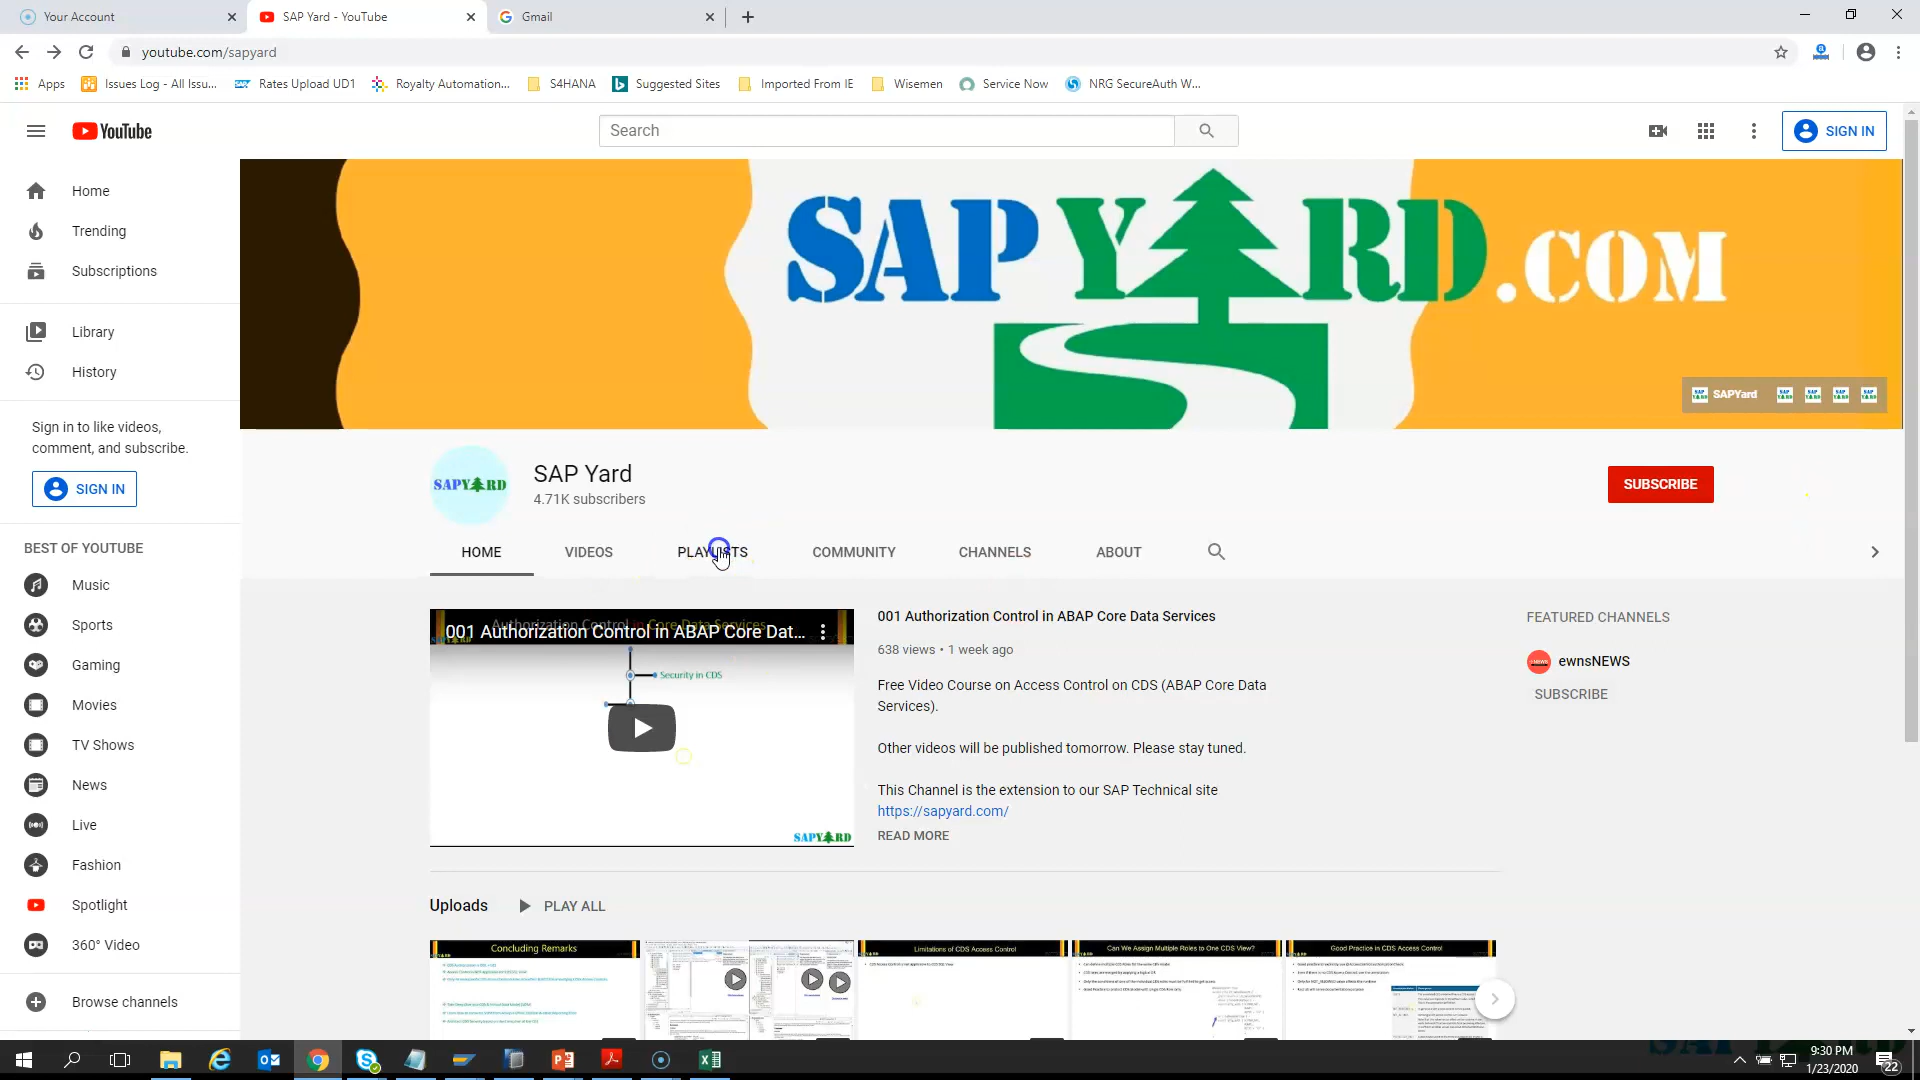 Your Account
SAP Yard - YouTube
Gmail
youtube.com/sapyard
Apps
Issues Log - All Issu...
Rates Upload UD1
Royalty Automation...
S4HANA
Suggested Sites
Imported From IE
Wisemen
Service Now
NRG SecureAuth W...
YouTube
Search
SIGN IN
Home
Trending
Subscriptions
Library
History
Sign in to like videos,
comment, and subscribe.
SIGN IN
BEST OF YOUTUBE
Music
Sports
Gaming
Movies
TV Shows
News
Live
Fashion
Spotlight
360° Video
Browse channels
SAPYARD.COM
SAPYard
SAPYARD
SAP Yard
4.71K subscribers
SUBSCRIBE
HOME
VIDEOS
PLAYLISTS
COMMUNITY
CHANNELS
ABOUT
Authorization Control in Core Data Services
001 Authorization Control in ABAP Core Dat...
Security in CDS
SAPYARD
001 Authorization Control in ABAP Core Data Services
638 views • 1 week ago
Free Video Course on Access Control on CDS (ABAP Core Data
Services).
Other videos will be published tomorrow. Please stay tuned.
This Channel is the extension to our SAP Technical site
https://sapyard.com/
READ MORE
FEATURED CHANNELS
ewnsNEWS
SUBSCRIBE
Uploads
PLAY ALL
Concluding Remarks
Limitations of CDS Access Control
Can We Assign Multiple Roles to One CDS View?
Good Practice in CDS Access Control
9:30 PM
1/23/2020
22